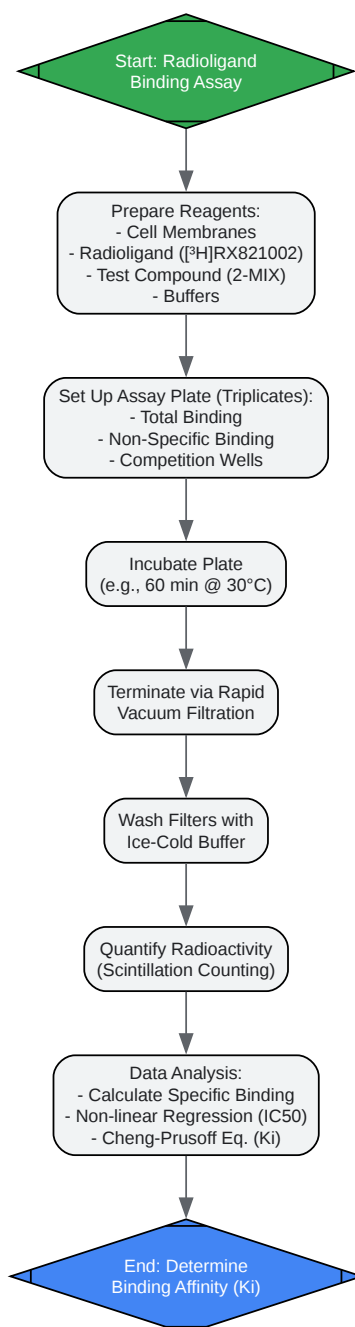 Start: Radioligand
Binding Assay
Prepare Reagents:
- Cell Membranes
- Radioligand ([³H]RX821002)
- Test Compound (2-MIX)
- Buffers
Set Up Assay Plate (Triplicates):
- Total Binding
- Non-Specific Binding
- Competition Wells
Incubate Plate
(e.g., 60 min @ 30°C)
Terminate via Rapid
Vacuum Filtration
Wash Filters with
Ice-Cold Buffer
Quantify Radioactivity
(Scintillation Counting)
Data Analysis:
- Calculate Specific Binding
- Non-linear Regression (IC50)
- Cheng-Prusoff Eq. (Ki)
End: Determine
Binding Affinity (Ki)